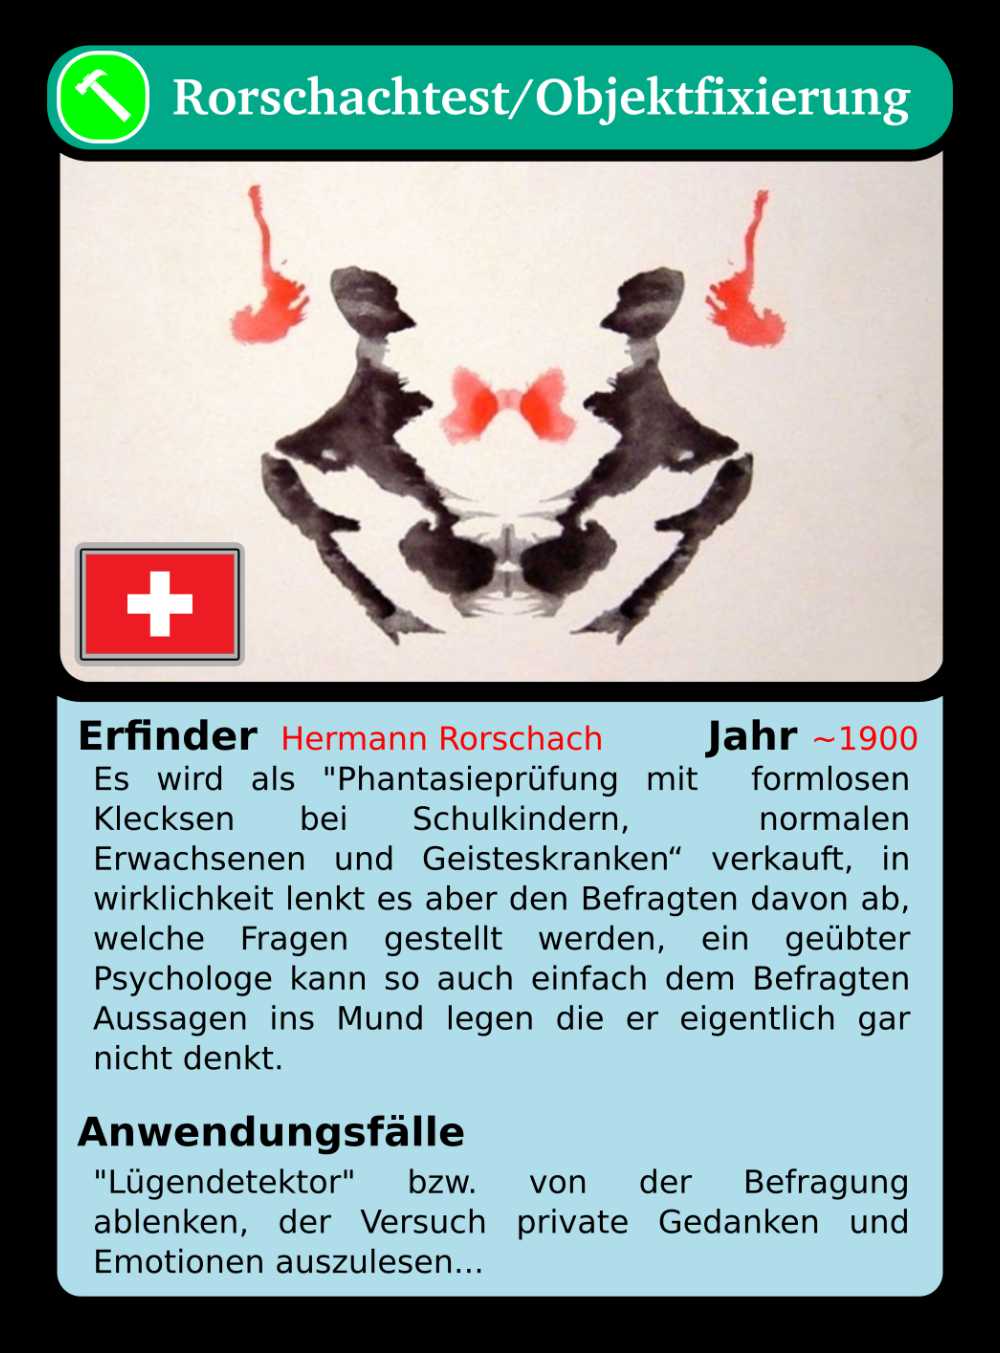 Rorschachtest/Objektfixierung
Erfinder Hermann Rorschach Jahr ~1900
Es wird als "Phantasieprüfung mit formlosen
Klecksen bei Schulkindern, normalen
Erwachsenen und Geisteskranken“ verkauft, in
wirklichkeit lenkt es aber den Befragten davon ab,
welche Fragen gestellt werden, ein geübter
Psychologe kann so auch einfach dem Befragten
Aussagen ins Mund legen die er eigentlich gar
nicht denkt.
Anwendungsfälle
"Lügendetektor" bzw. von der Befragung
ablenken, der Versuch private Gedanken und
Emotionen auszulesen...